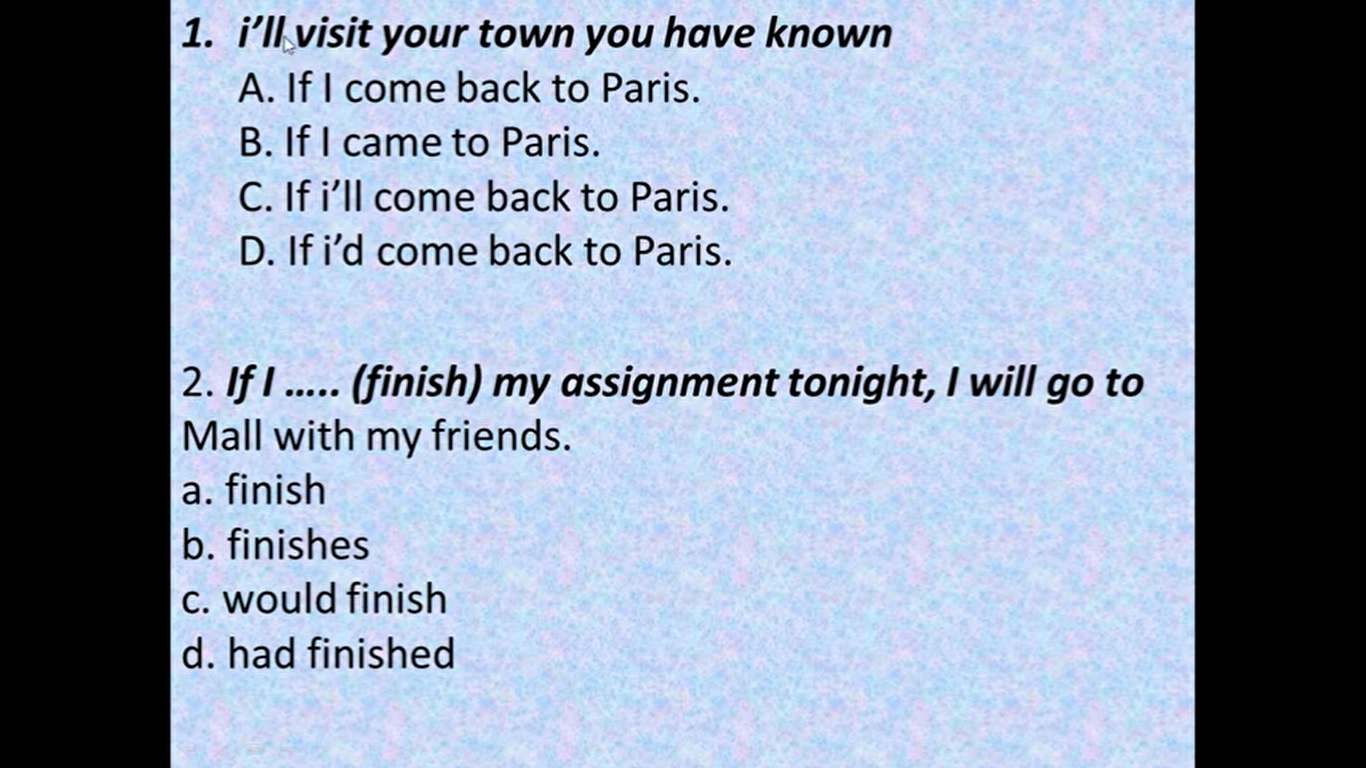 1. i’ll visit your town you have known
A. If I come back to Paris.
B. If I came to Paris.
C. If i’ll come back to Paris.
D. If i’d come back to Paris.
2. If I ..... (finish) my assignment tonight, I will go to
Mall with my friends.
a. finish
b. finishes
c. would finish
d. had finished